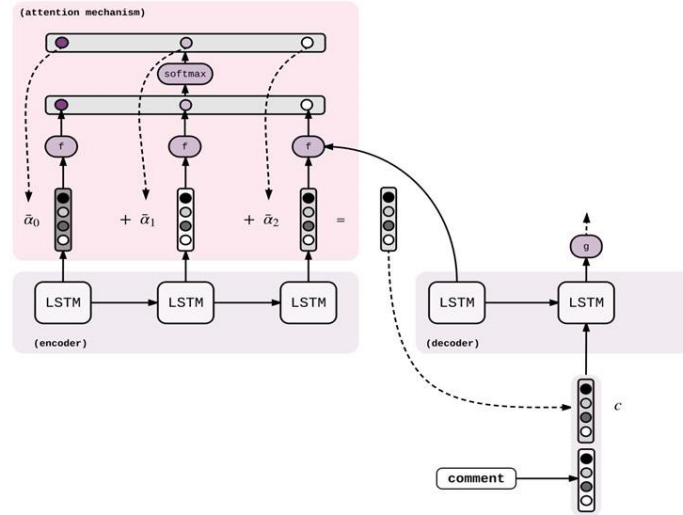 (attention mechanism)
softmax
f f f
ᾱ₀ + ᾱ₁ + ᾱ₂ =
g
LSTM LSTM LSTM LSTM LSTM
(encoder) (decoder)
c
comment